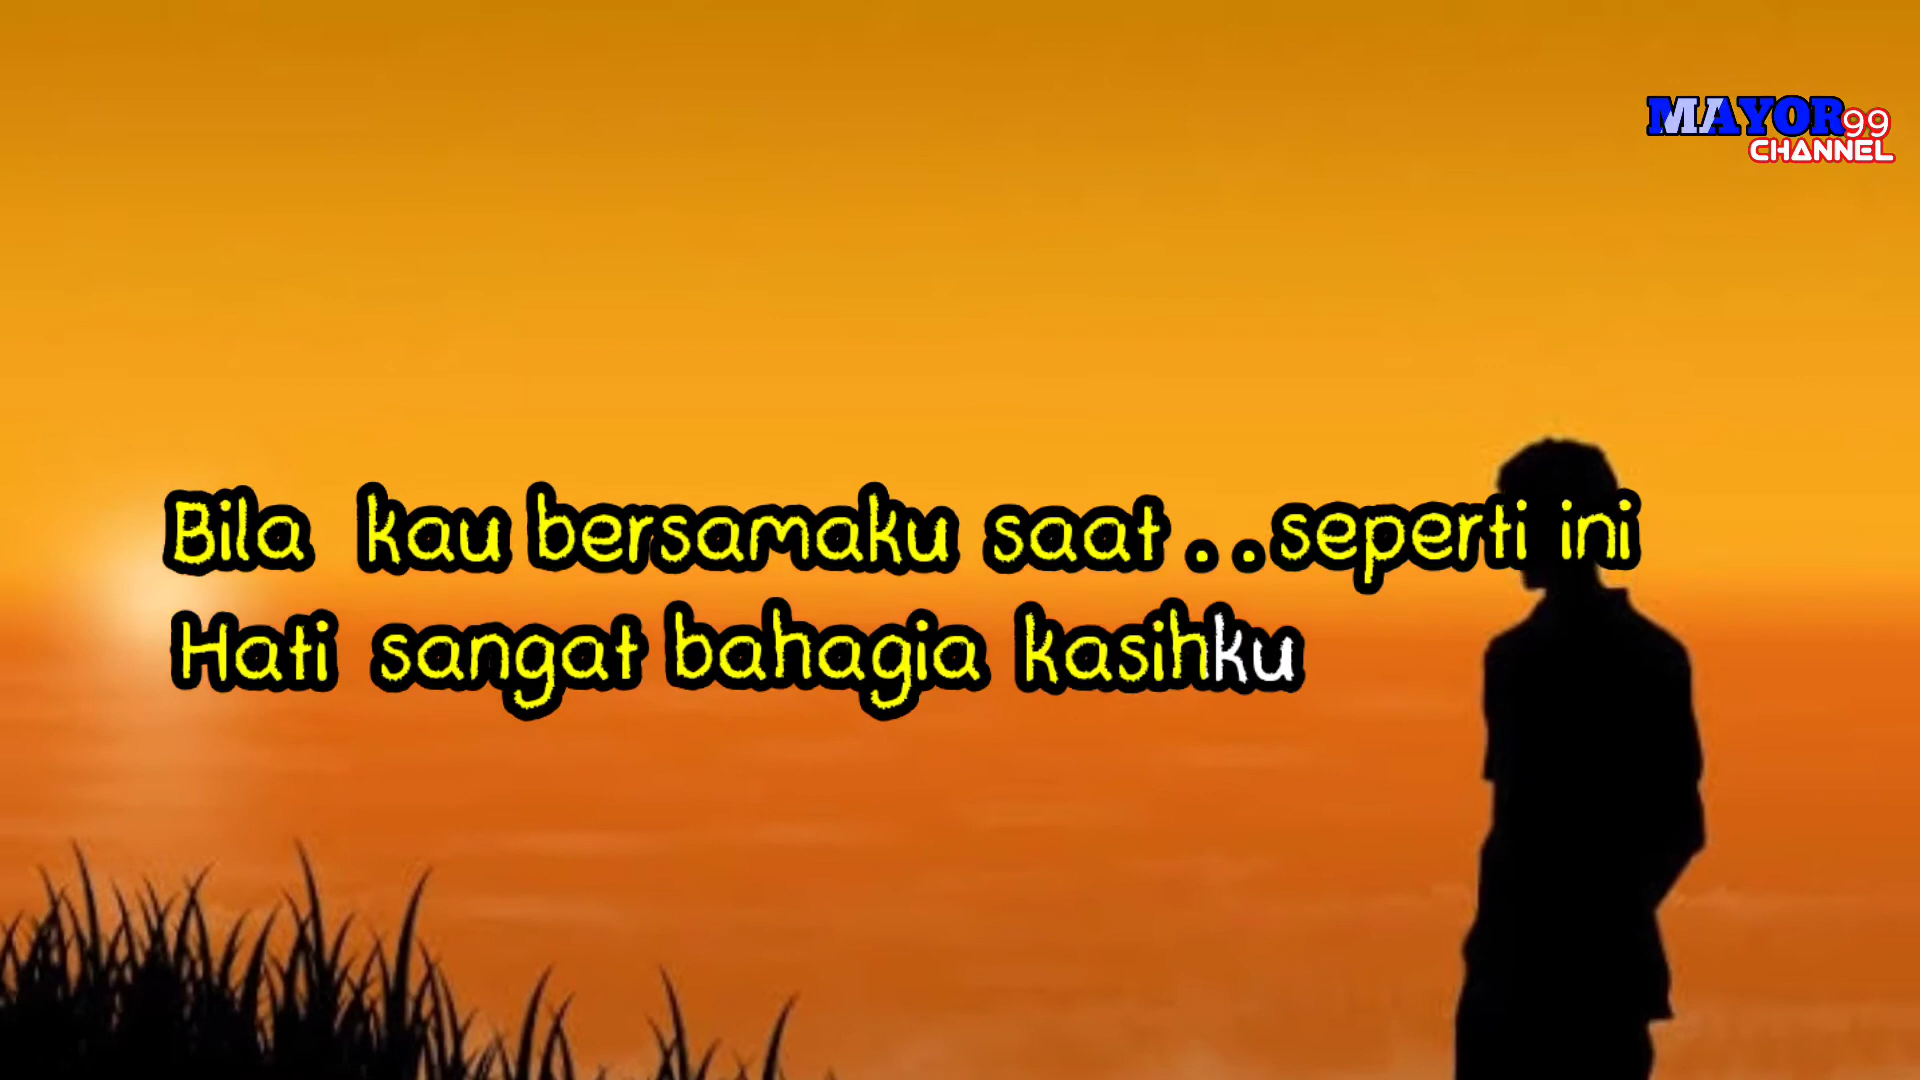 MAYOR99
CHANNEL
Bila kau bersamaku saat..seperti ini
Hati sangat bahagia kasihku